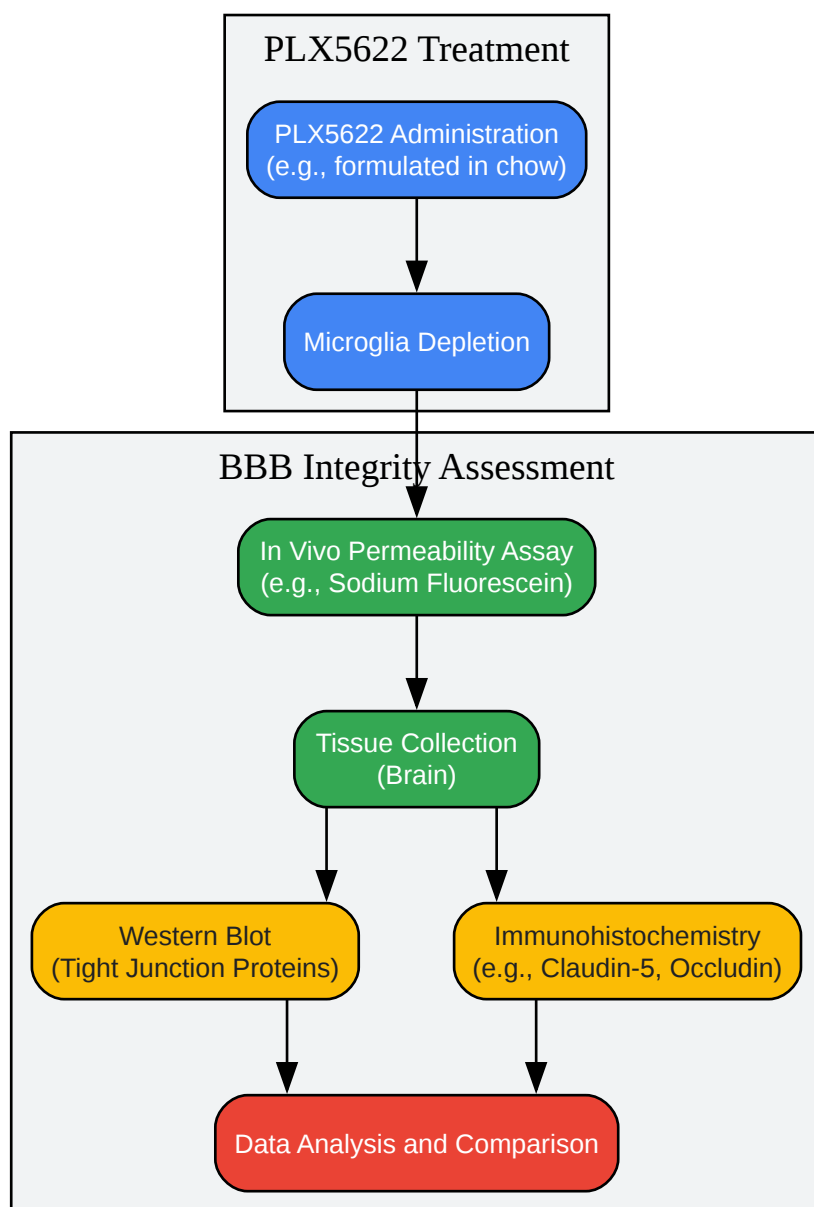 PLX5622 Treatment
PLX5622 Administration
(e.g., formulated in chow)
Microglia Depletion
BBB Integrity Assessment
In Vivo Permeability Assay
(e.g., Sodium Fluorescein)
Tissue Collection
(Brain)
Western Blot
(Tight Junction Proteins)
Immunohistochemistry
(e.g., Claudin-5, Occludin)
Data Analysis and Comparison